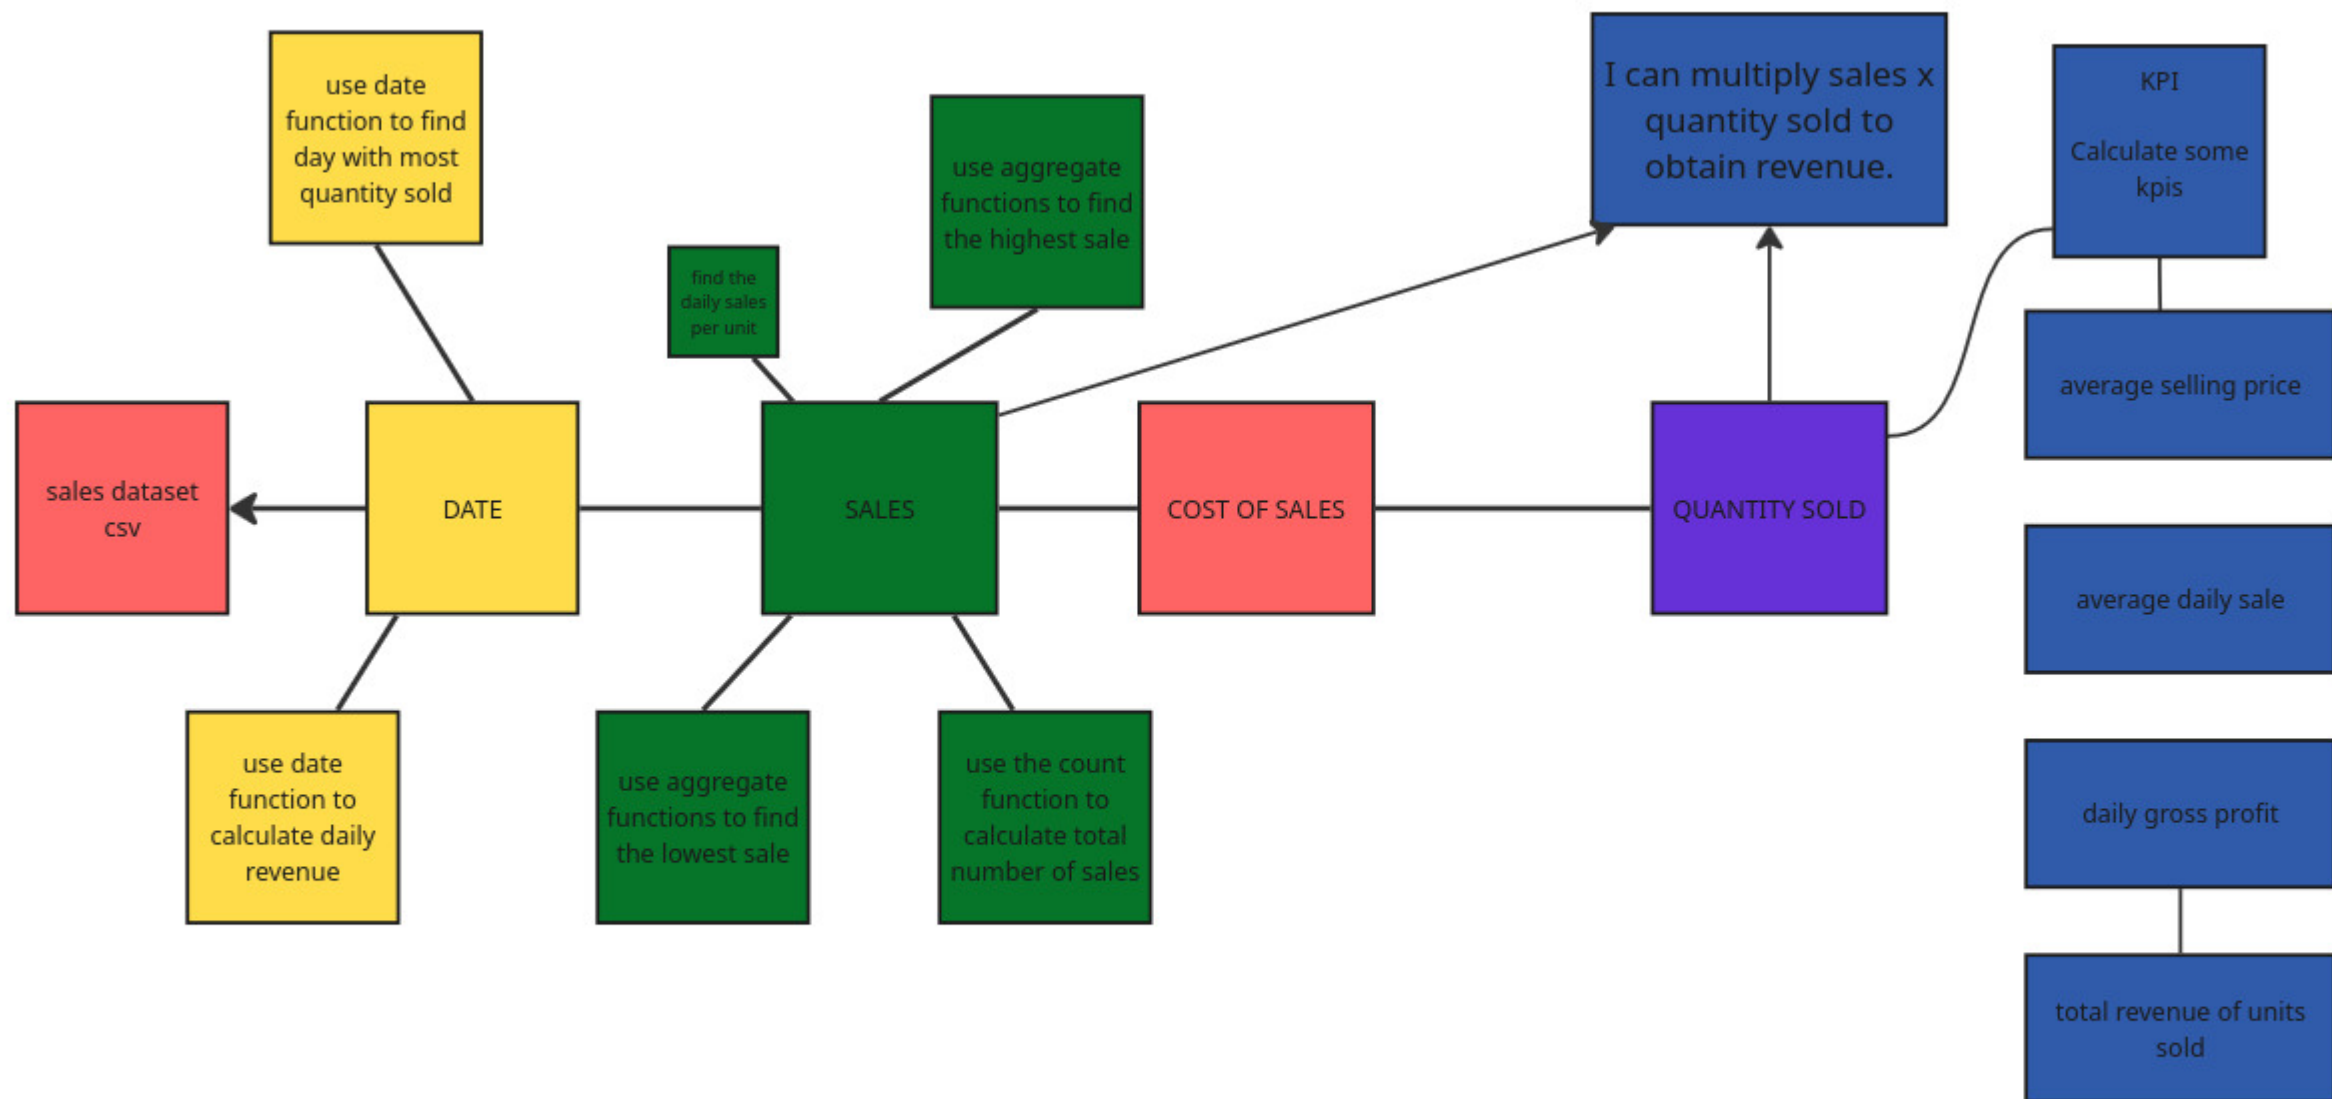 use date
function to find
day with most
quantity sold
find the
daily sales
per unit
use aggregate
functions to find
the highest sale
I can multiply sales x
quantity sold to
obtain revenue.
KPI
Calculate some
kpis
sales dataset
csv
DATE
SALES
COST OF SALES
QUANTITY SOLD
average selling price
average daily sale
use date
function to
calculate daily
revenue
use aggregate
functions to find
the lowest sale
use the count
function to
calculate total
number of sales
daily gross profit
total revenue of units
sold